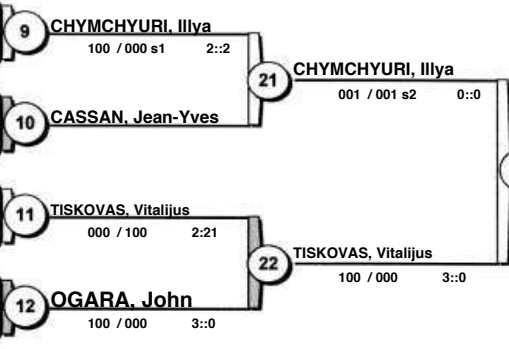 9 CHYMCHYURI, Illya
100 / 000 s1 2::2
21 CHYMCHYURI, Illya
001 / 001 s2 0::0
10 CASSAN, Jean-Yves
11 TISKOVAS, Vitalijus
000 / 100 2:21
22 TISKOVAS, Vitalijus
100 / 000 3::0
12 OGARA, John
100 / 000 3::0